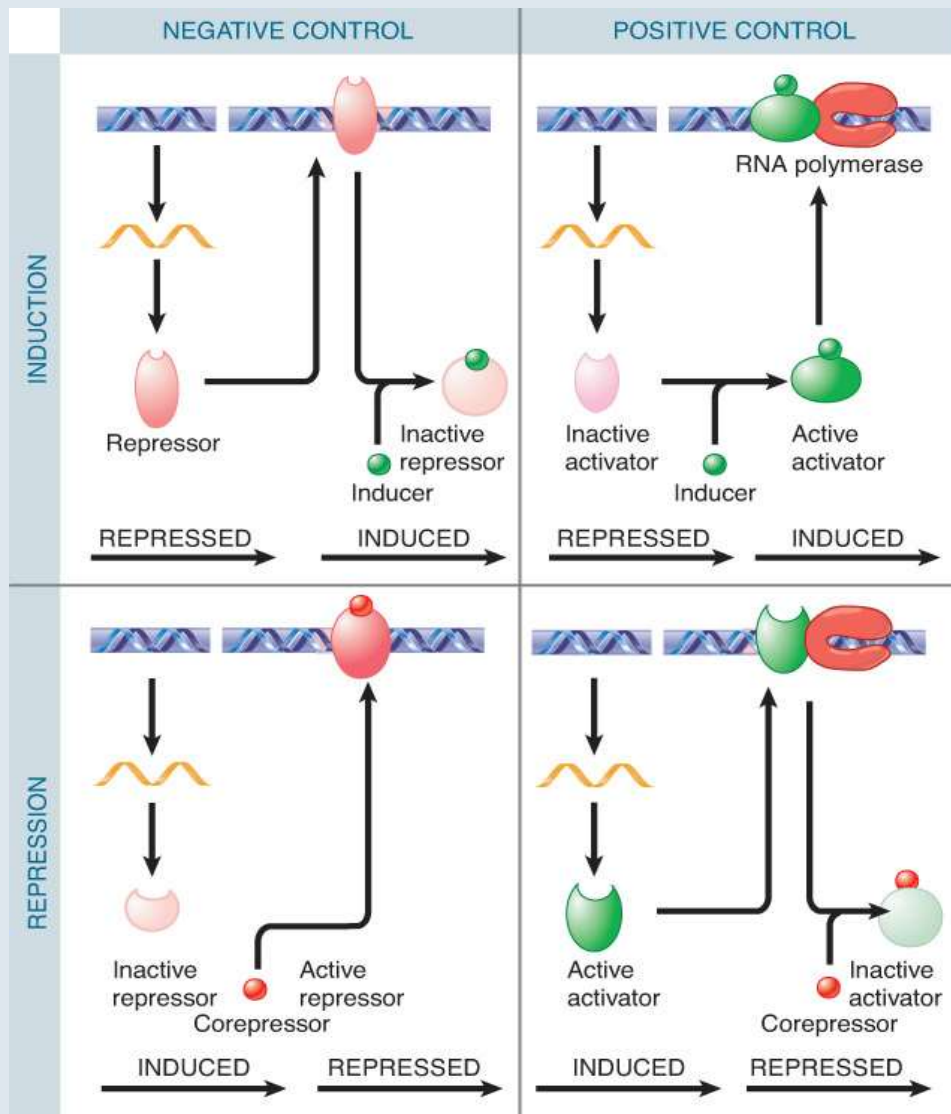 NEGATIVE CONTROL
POSITIVE CONTROL
INDUCTION
Repressor
Inactive
repressor
Inducer
REPRESSED
INDUCED
RNA polymerase
Inactive
activator
Active
activator
Inducer
REPRESSED
INDUCED
REPRESSION
Inactive
repressor
Active
repressor
Corepressor
INDUCED
REPRESSED
Active
activator
Inactive
activator
Corepressor
INDUCED
REPRESSED